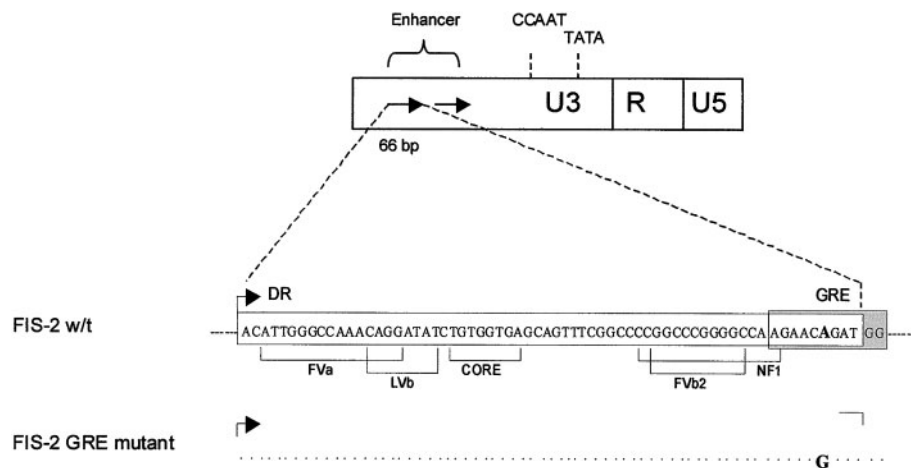 Enhancer
CCAAT
TATA
U3 R U5
66 bp
DR
GRE
FIS-2 w/t
ACATTGGGCCAAACAGGATATCTGTGGTGAGCAGTTTCGGCCCCGGCCCGGGGCCAAGAACAGATGG
FVa
LVb
CORE
FVb2
NF1
FIS-2 GRE mutant
G